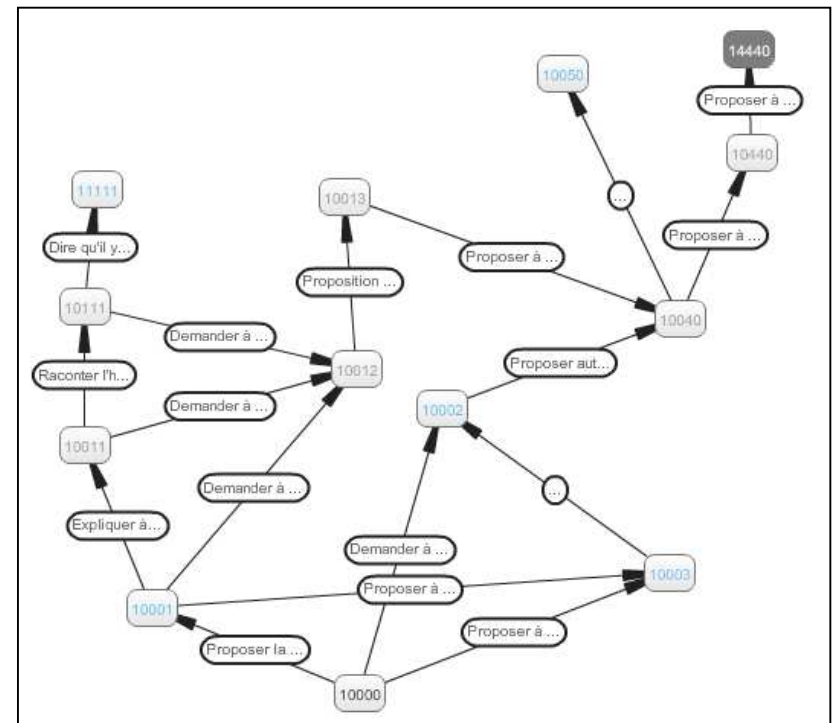 14440
10050
Proposer à ...
10440
11111
10013
...
Dire qu'il y...
Proposer à ...
Proposer à ...
Proposition ...
10111
10040
Demander à ...
Proposer aut...
Raconter l'h...
10012
Demander à ...
10002
10011
Demander à ...
...
Expliquer à...
Demander à ...
10003
Proposer à ...
10001
Proposer à ...
Proposer la ...
10000